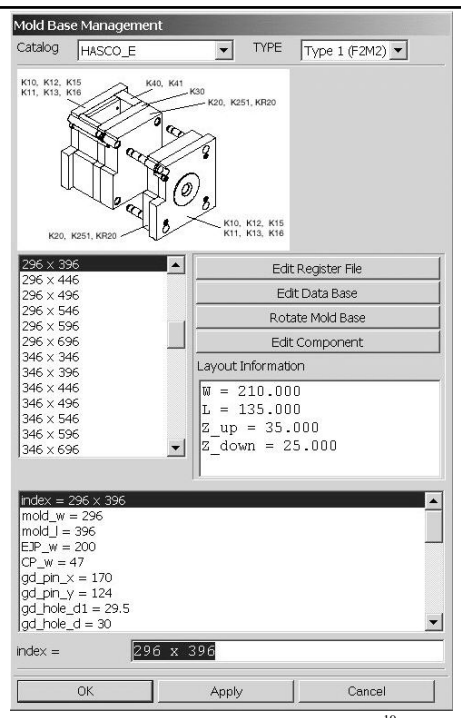 Mold Base Management
Catalog HASCO_E TYPE Type 1 (F2M2)
K10, K12, K15
K11, K13, K16
K40, K41
K30
K20, K251, KR20
K10, K12, K15
K11, K13, K16
K20, K251, KR20
296 x 396
296 x 446
296 x 496
296 x 546
296 x 596
296 x 696
346 x 346
346 x 396
346 x 446
346 x 496
346 x 546
346 x 596
346 x 696
Edit Register File
Edit Data Base
Rotate Mold Base
Edit Component
Layout Information
W = 210.000
L = 135.000
Z_up = 35.000
Z_down = 25.000
index = 296 x 396
mold_w = 296
mold_l = 396
EJP_w = 200
CP_w = 47
gd_pin_x = 170
gd_pin_y = 124
gd_hole_d1 = 29.5
gd_hole_d = 30
index = 296 x 396
OK Apply Cancel